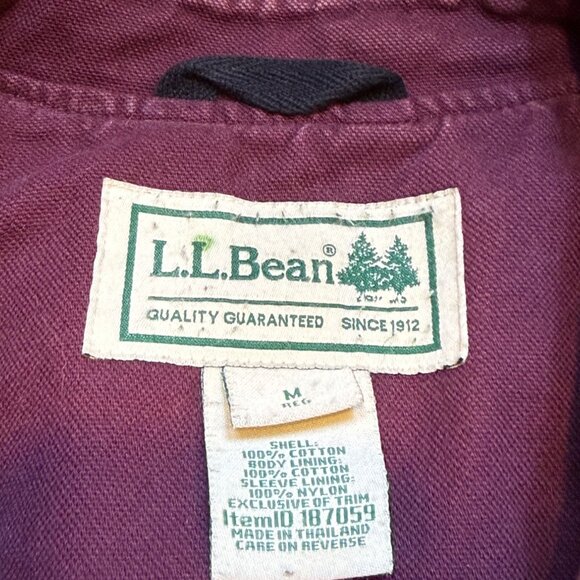 L.L.Bean®
QUALITY GUARANTEED SINCE 1912
M
REG
SHELL:
100% COTTON
BODY LINING:
100% COTTON
SLEEVE LINING:
100% NYLON
EXCLUSIVE OF TRIM
ItemID 187059
MADE IN THAILAND
CARE ON REVERSE